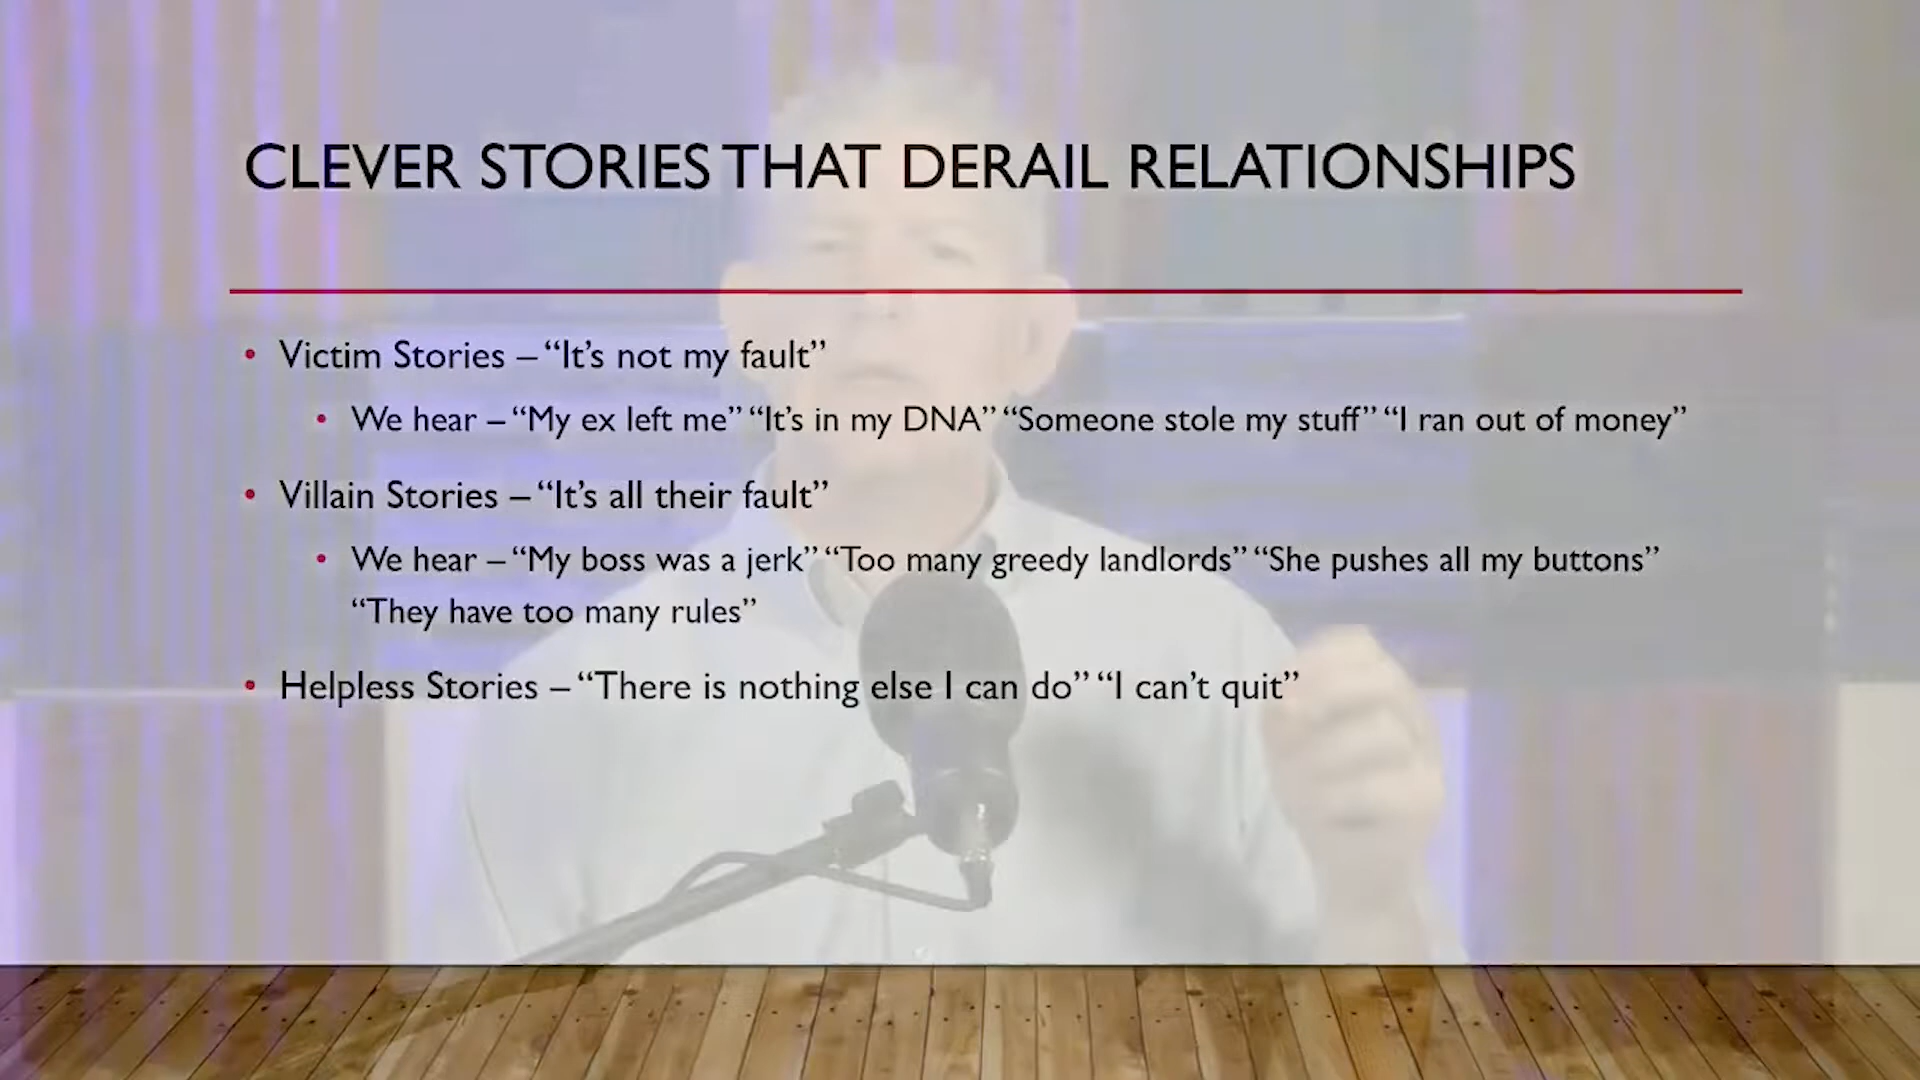 CLEVER STORIES THAT DERAIL RELATIONSHIPS
• Victim Stories – “It’s not my fault”
• We hear – “My ex left me” “It’s in my DNA” “Someone stole my stuff” “I ran out of money”
• Villain Stories – “It’s all their fault”
• We hear – “My boss was a jerk” “Too many greedy landlords” “She pushes all my buttons”
“They have too many rules”
• Helpless Stories – “There is nothing else I can do” “I can’t quit”